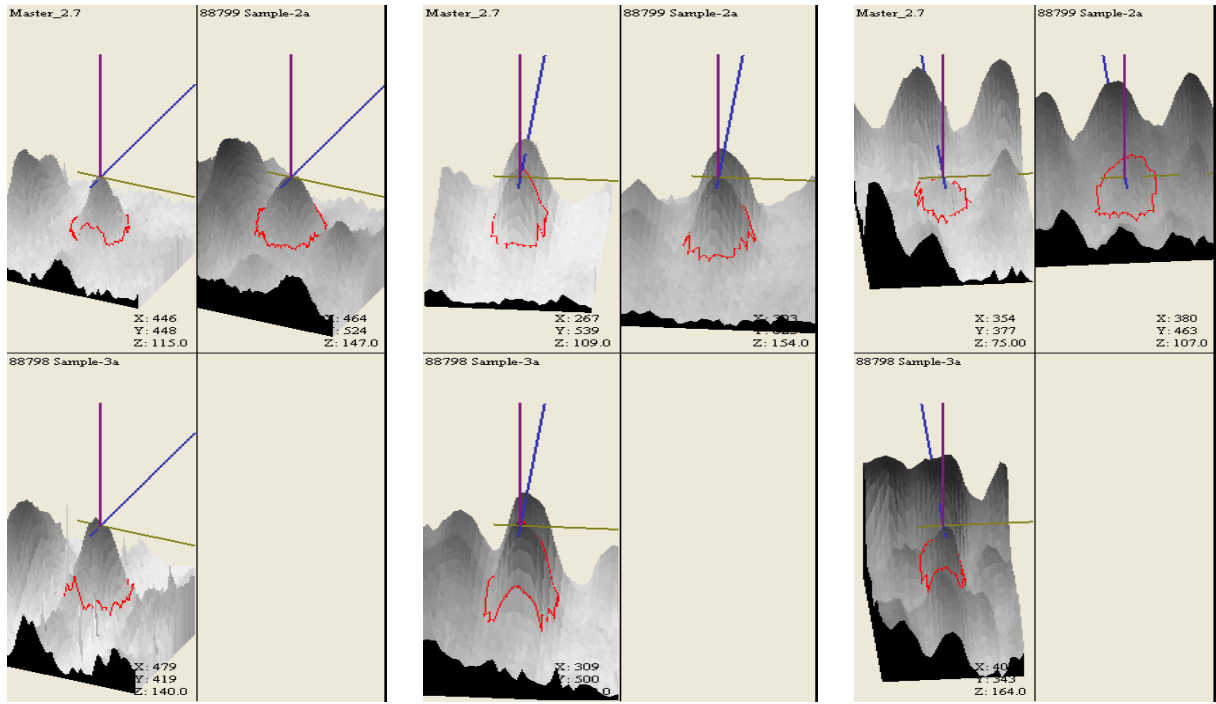 Master_2.7
X: 446
Y: 448
Z: 115.0
88799 Sample-2a
X: 464
Y: 524
Z: 147.0
88798 Sample-3a
X: 479
Y: 419
Z: 140.0
Master_2.7
X: 267
Y: 539
Z: 109.0
88799 Sample-2a
X:
Y:
Z: 154.0
88798 Sample-3a
X: 309
Y: 500
Master_2.7
X: 354
Y: 377
Z: 75.00
88799 Sample-2a
X: 380
Y: 463
Z: 107.0
88798 Sample-3a
X:
Y: 343
Z: 164.0